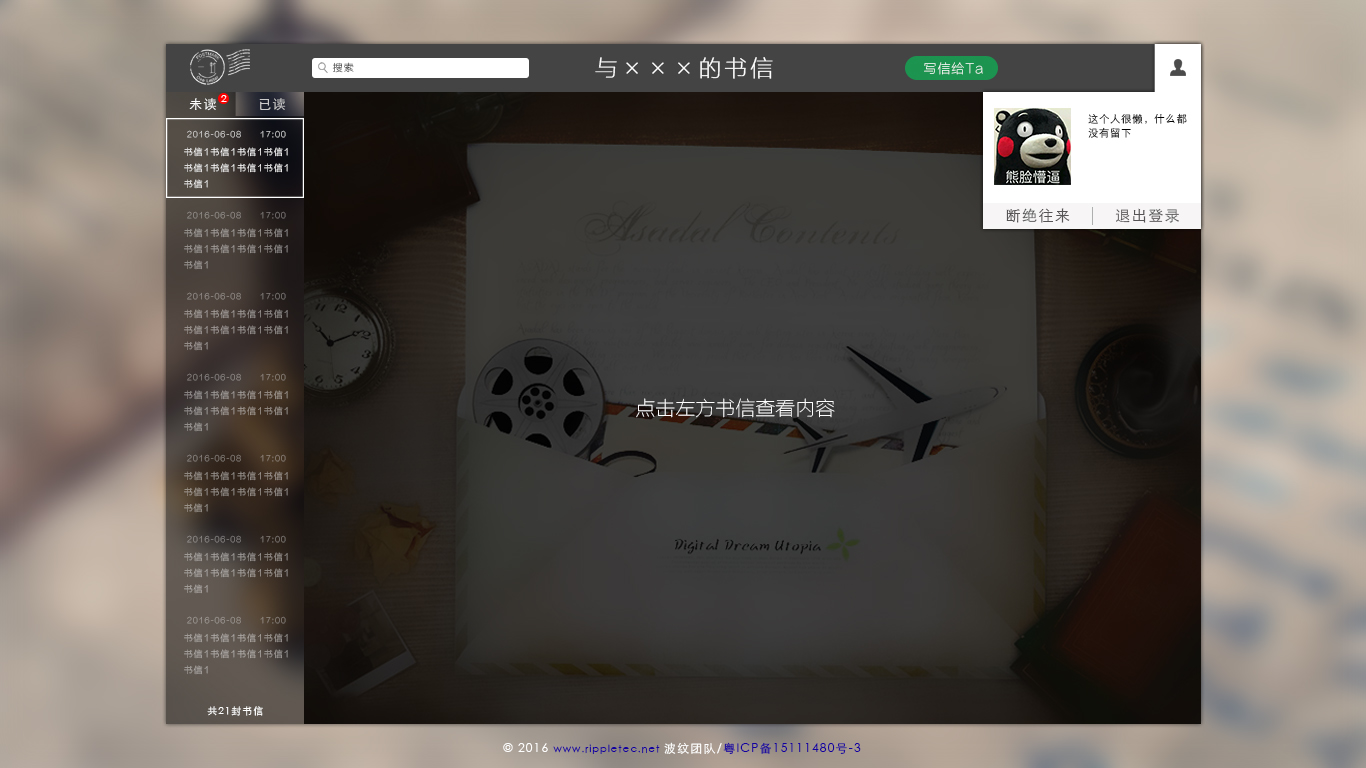 搜索
与×××的书信
写信给Ta
未读
2
已读
2016-06-08 17:00
书信1书信1书信1书信1
书信1书信1书信1书信1
书信1
2016-06-08 17:00
书信1书信1书信1书信1
书信1书信1书信1书信1
书信1
2016-06-08 17:00
书信1书信1书信1书信1
书信1书信1书信1书信1
书信1
2016-06-08 17:00
书信1书信1书信1书信1
书信1书信1书信1书信1
书信1
2016-06-08 17:00
书信1书信1书信1书信1
书信1书信1书信1书信1
书信1
2016-06-08 17:00
书信1书信1书信1书信1
书信1书信1书信1书信1
书信1
2016-06-08 17:00
书信1书信1书信1书信1
书信1书信1书信1书信1
书信1
共21封书信
这个人很懒，什么都
没有留下
熊脸懵逼
断绝往来
退出登录
Asadal Contents
点击左方书信查看内容
Digital Dream Utopia
© 2016 www.rippletec.net 波纹团队/粤ICP备15111480号-3